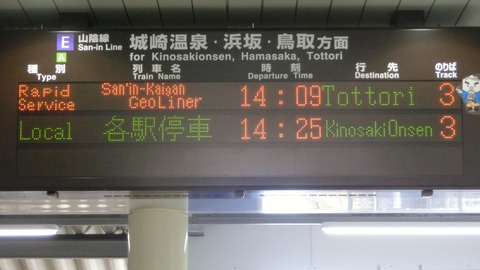 E A 山陰線 San-in Line
城崎温泉・浜坂・鳥取方面
for Kinosakionsen, Hamasaka, Tottori
種別 列車名 時刻 行先 のりば
Type Train Name Departure Time Destination Track
Rapid Service San'in-Kaigan GeoLiner 14:09 Tottori 3
Local 各駅停車 14:25 KinosakiOnsen 3